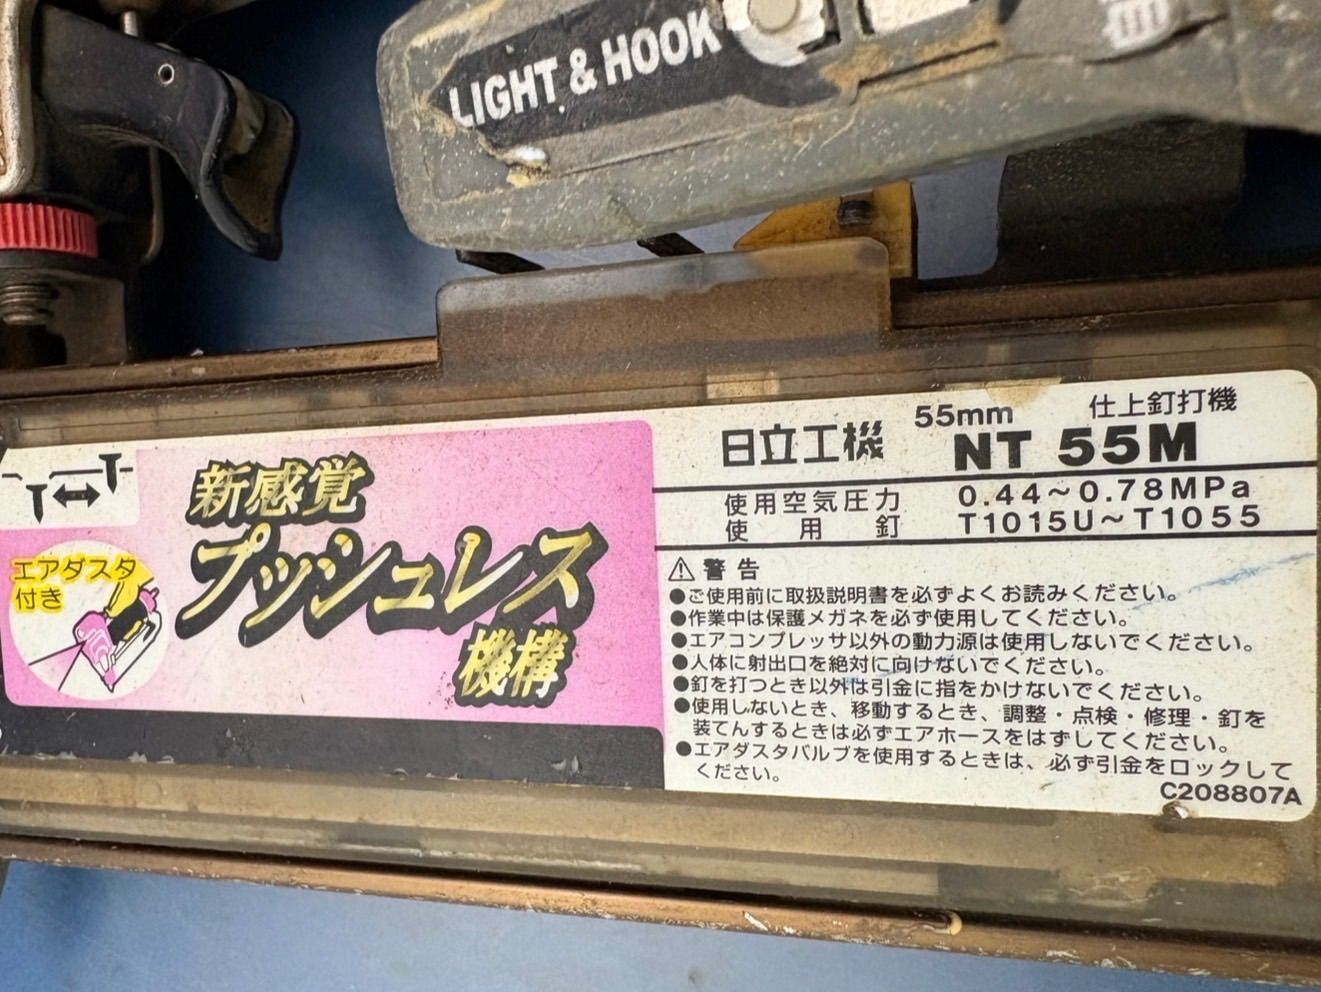 LIGHT & HOOK
新感覚
プッシュレス
機構
エアダスタ
付き
55mm 仕上釘打機
日立工機 NT 55M
使用空気圧力 0.44～0.78MPa
使用釘 T1015U～T1055
⚠警告
●ご使用前に取扱説明書を必ずよくお読みください。
●作業中は保護メガネを必ず使用してください。
●エアコンプレッサ以外の動力源は使用しないでください。
●人体に射出口を絶対に向けないでください。
●釘を打つとき以外は引金に指をかけないでください。
●使用しないとき、移動するとき、調整・点検・修理・釘を
装てんするときは必ずエアホースをはずしてください。
●エアダスタバルブを使用するときは、必ず引金をロックして
ください。
C208807A